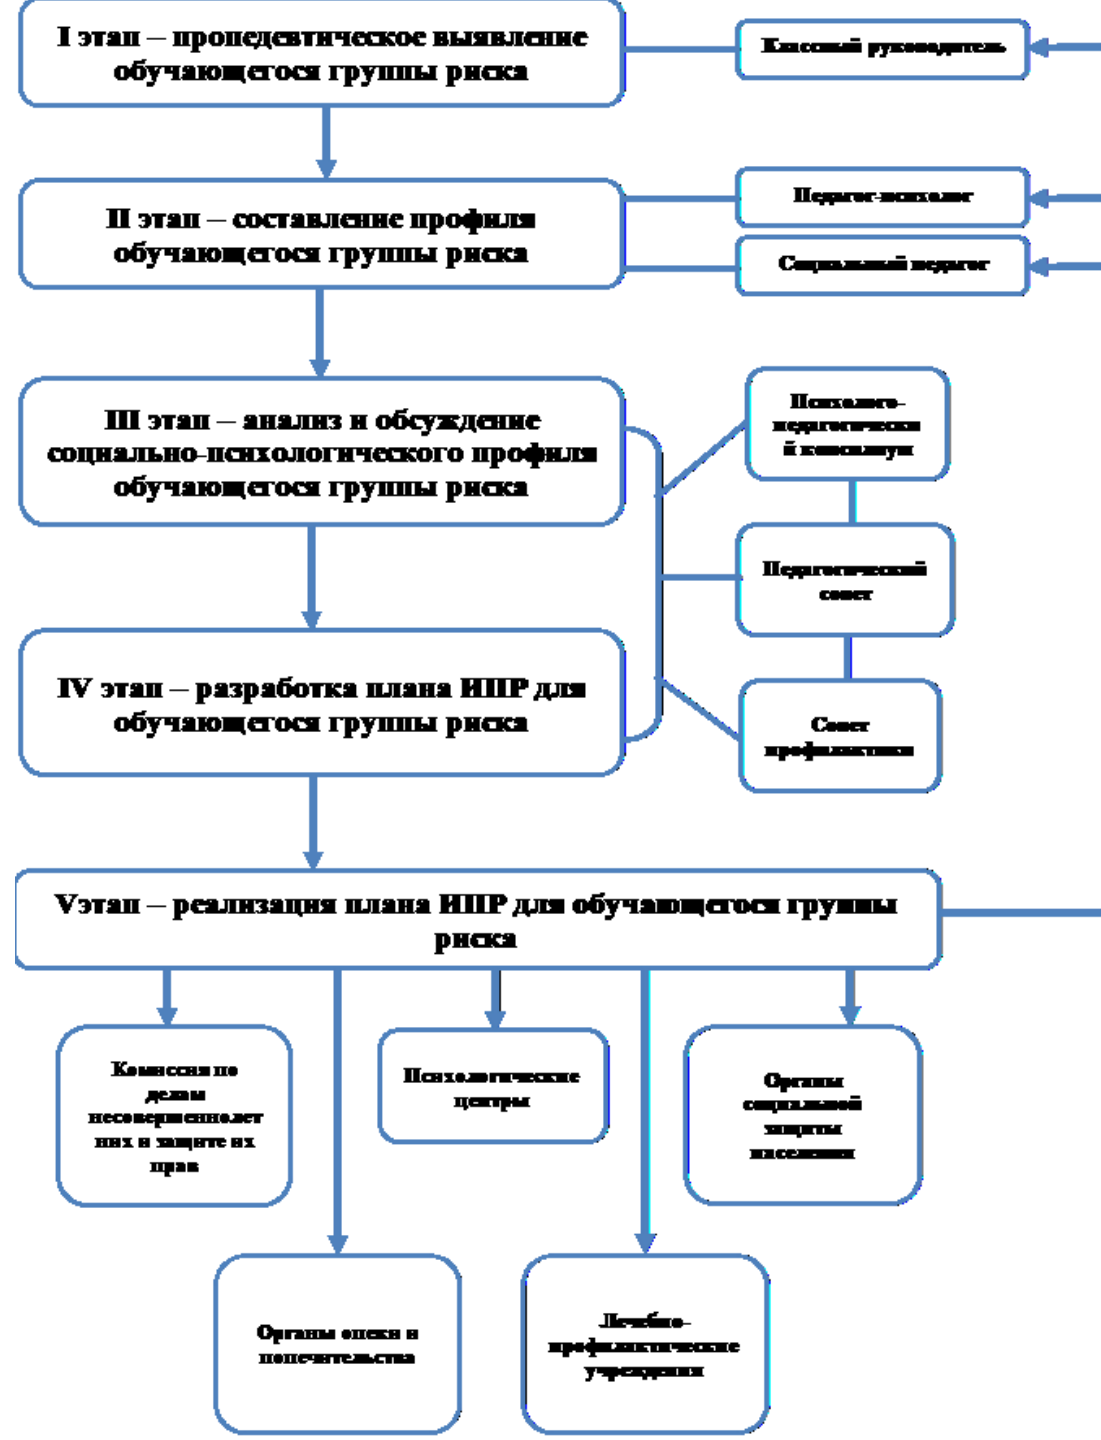 I этап – пропедевтическое выявление
обучающегося группы риска
Классный руководитель
II этап – составление профиля
обучающегося группы риска
Педагог-психолог
Социальный педагог
III этап – анализ и обсуждение
социально-психологического профиля
обучающегося группы риска
Психолого-
педагогически
й консилиум
Педагогический
совет
IV этап – разработка плана ИПР для
обучающегося группы риска
Совет
профилактики
Vэтап – реализация плана ИПР для обучающегося группы
риска
Комиссия по
делам
несовершеннолет
них и защите их
прав
Психологические
центры
Органы
социальной
защиты
населения
Органы опеки и
попечительства
Лечебно-
профилактические
учреждения